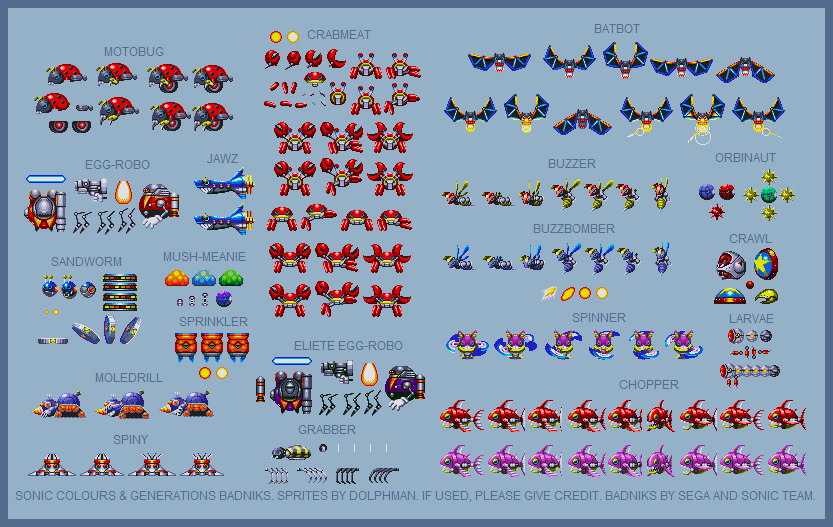 MOTOBUG
CRABMEAT
BATBOT
EGG-ROBO
JAWZ
BUZZER
ORBINAUT
SANDWORM
MUSH-MEANIE
BUZZBOMBER
CRAWL
SPRINKLER
SPINNER
LARVAE
ELIETE EGG-ROBO
MOLEDRILL
CHOPPER
GRABBER
SPINY
SONIC COLOURS & GENERATIONS BADNIKS. SPRITES BY DOLPHMAN. IF USED, PLEASE GIVE CREDIT. BADNIKS BY SEGA AND SONIC TEAM.